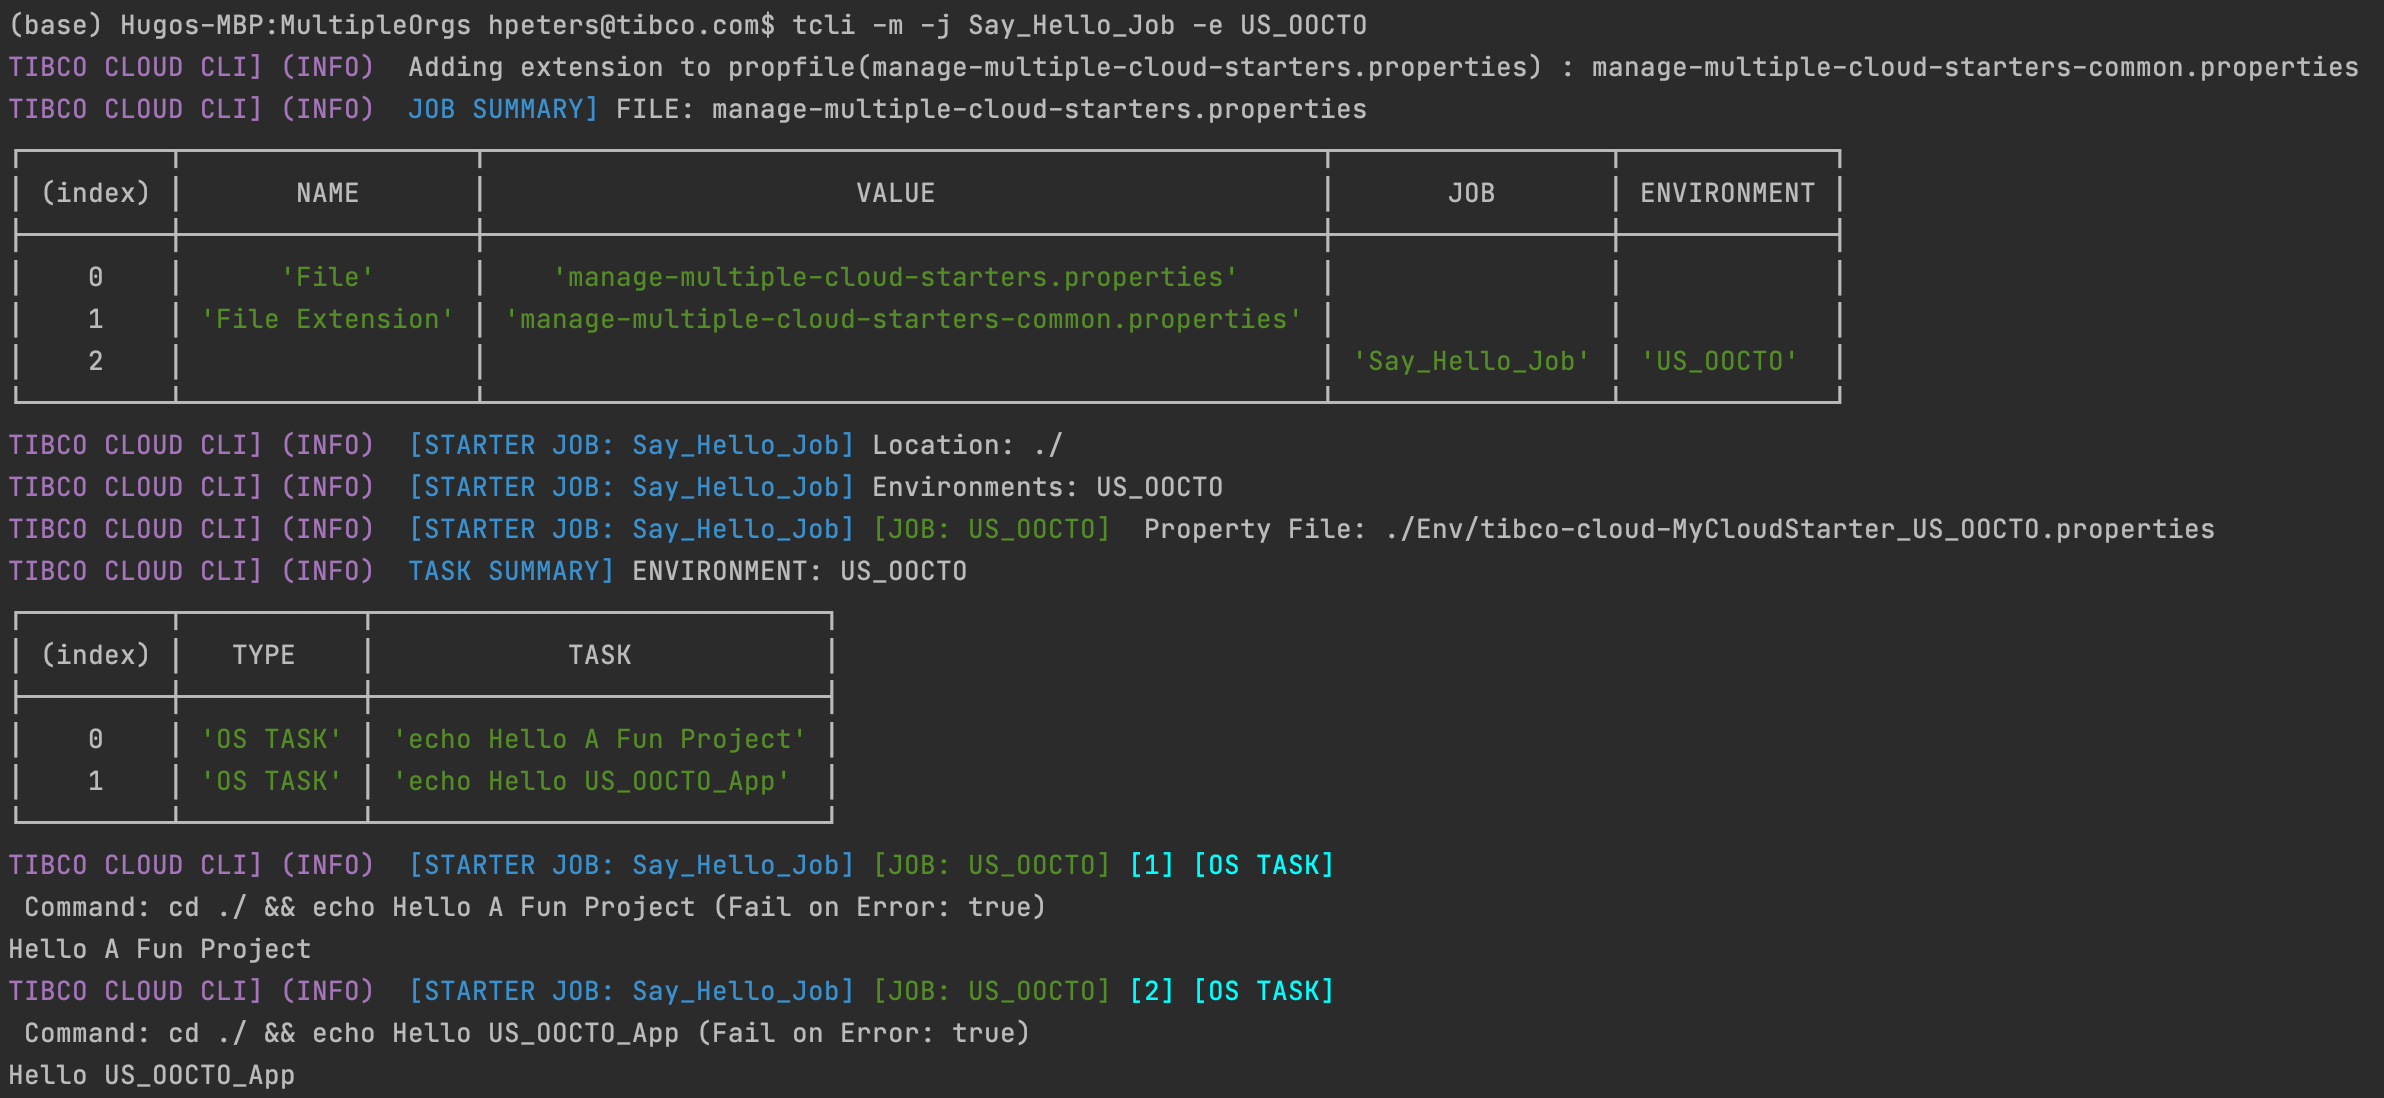 (base) Hugos-MBP:MultipleOrgs hpeters@tibco.com$ tcli -m -j Say_Hello_Job -e US_OOCTO
TIBCO CLOUD CLI] (INFO)  Adding extension to propfile(manage-multiple-cloud-starters.properties) : manage-multiple-cloud-starters-common.properties
TIBCO CLOUD CLI] (INFO)  JOB SUMMARY] FILE: manage-multiple-cloud-starters.properties
(index) NAME VALUE JOB ENVIRONMENT
0 'File' 'manage-multiple-cloud-starters.properties'
1 'File Extension' 'manage-multiple-cloud-starters-common.properties'
2 'Say_Hello_Job' 'US_OOCTO'
TIBCO CLOUD CLI] (INFO)  [STARTER JOB: Say_Hello_Job] Location: ./
TIBCO CLOUD CLI] (INFO)  [STARTER JOB: Say_Hello_Job] Environments: US_OOCTO
TIBCO CLOUD CLI] (INFO)  [STARTER JOB: Say_Hello_Job] [JOB: US_OOCTO]  Property File: ./Env/tibco-cloud-MyCloudStarter_US_OOCTO.properties
TIBCO CLOUD CLI] (INFO)  TASK SUMMARY] ENVIRONMENT: US_OOCTO
(index) TYPE TASK
0 'OS TASK' 'echo Hello A Fun Project'
1 'OS TASK' 'echo Hello US_OOCTO_App'
TIBCO CLOUD CLI] (INFO)  [STARTER JOB: Say_Hello_Job] [JOB: US_OOCTO] [1] [OS TASK]
Command: cd ./ && echo Hello A Fun Project (Fail on Error: true)
Hello A Fun Project
TIBCO CLOUD CLI] (INFO)  [STARTER JOB: Say_Hello_Job] [JOB: US_OOCTO] [2] [OS TASK]
Command: cd ./ && echo Hello US_OOCTO_App (Fail on Error: true)
Hello US_OOCTO_App